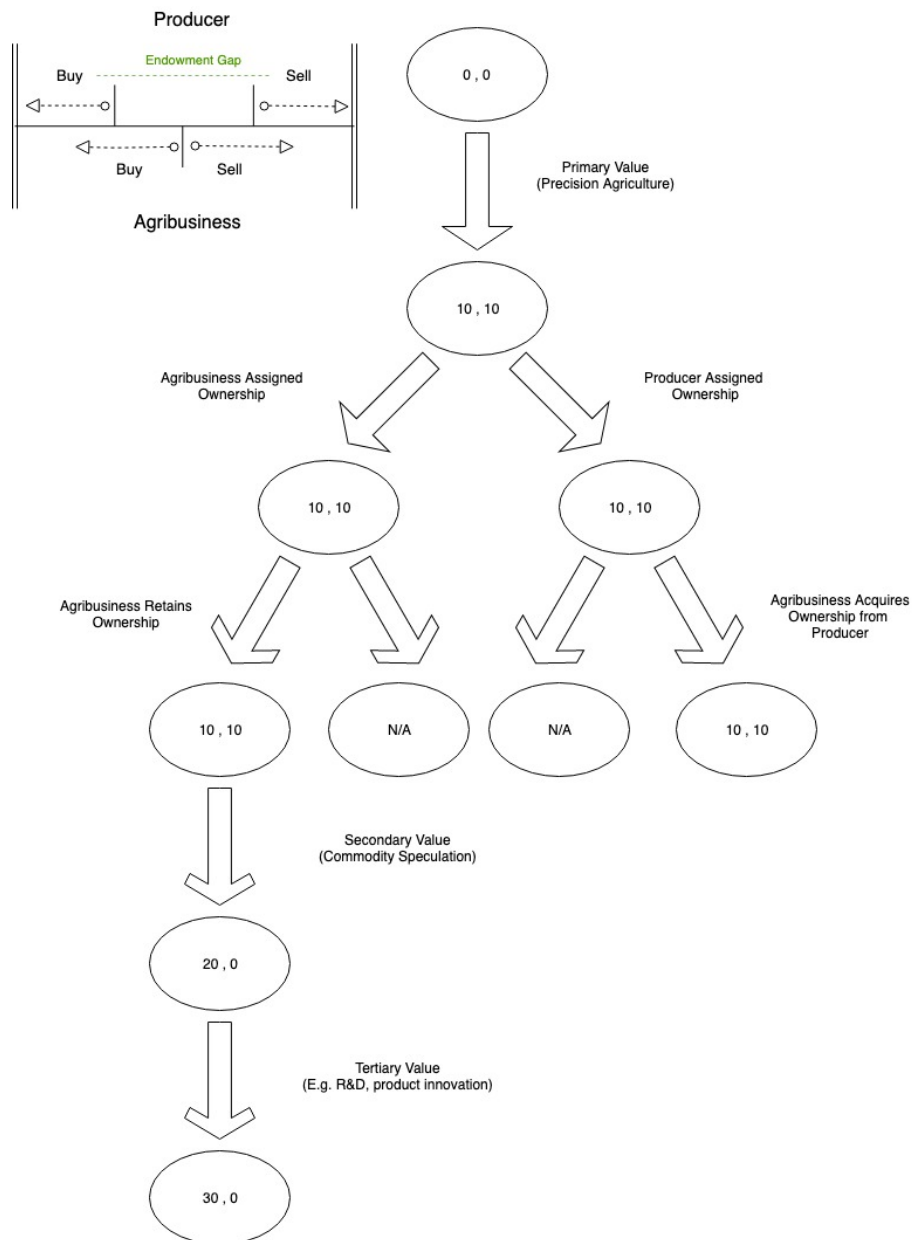 Producer
Endowment Gap
Buy
Sell
Buy
Sell
Agribusiness
0 , 0
Primary Value
(Precision Agriculture)
10 , 10
Agribusiness Assigned
Ownership
Producer Assigned
Ownership
10 , 10
10 , 10
Agribusiness Retains
Ownership
Agribusiness Acquires
Ownership from
Producer
10 , 10
N/A
N/A
10 , 10
Secondary Value
(Commodity Speculation)
20 , 0
Tertiary Value
(E.g. R&D, product innovation)
30 , 0